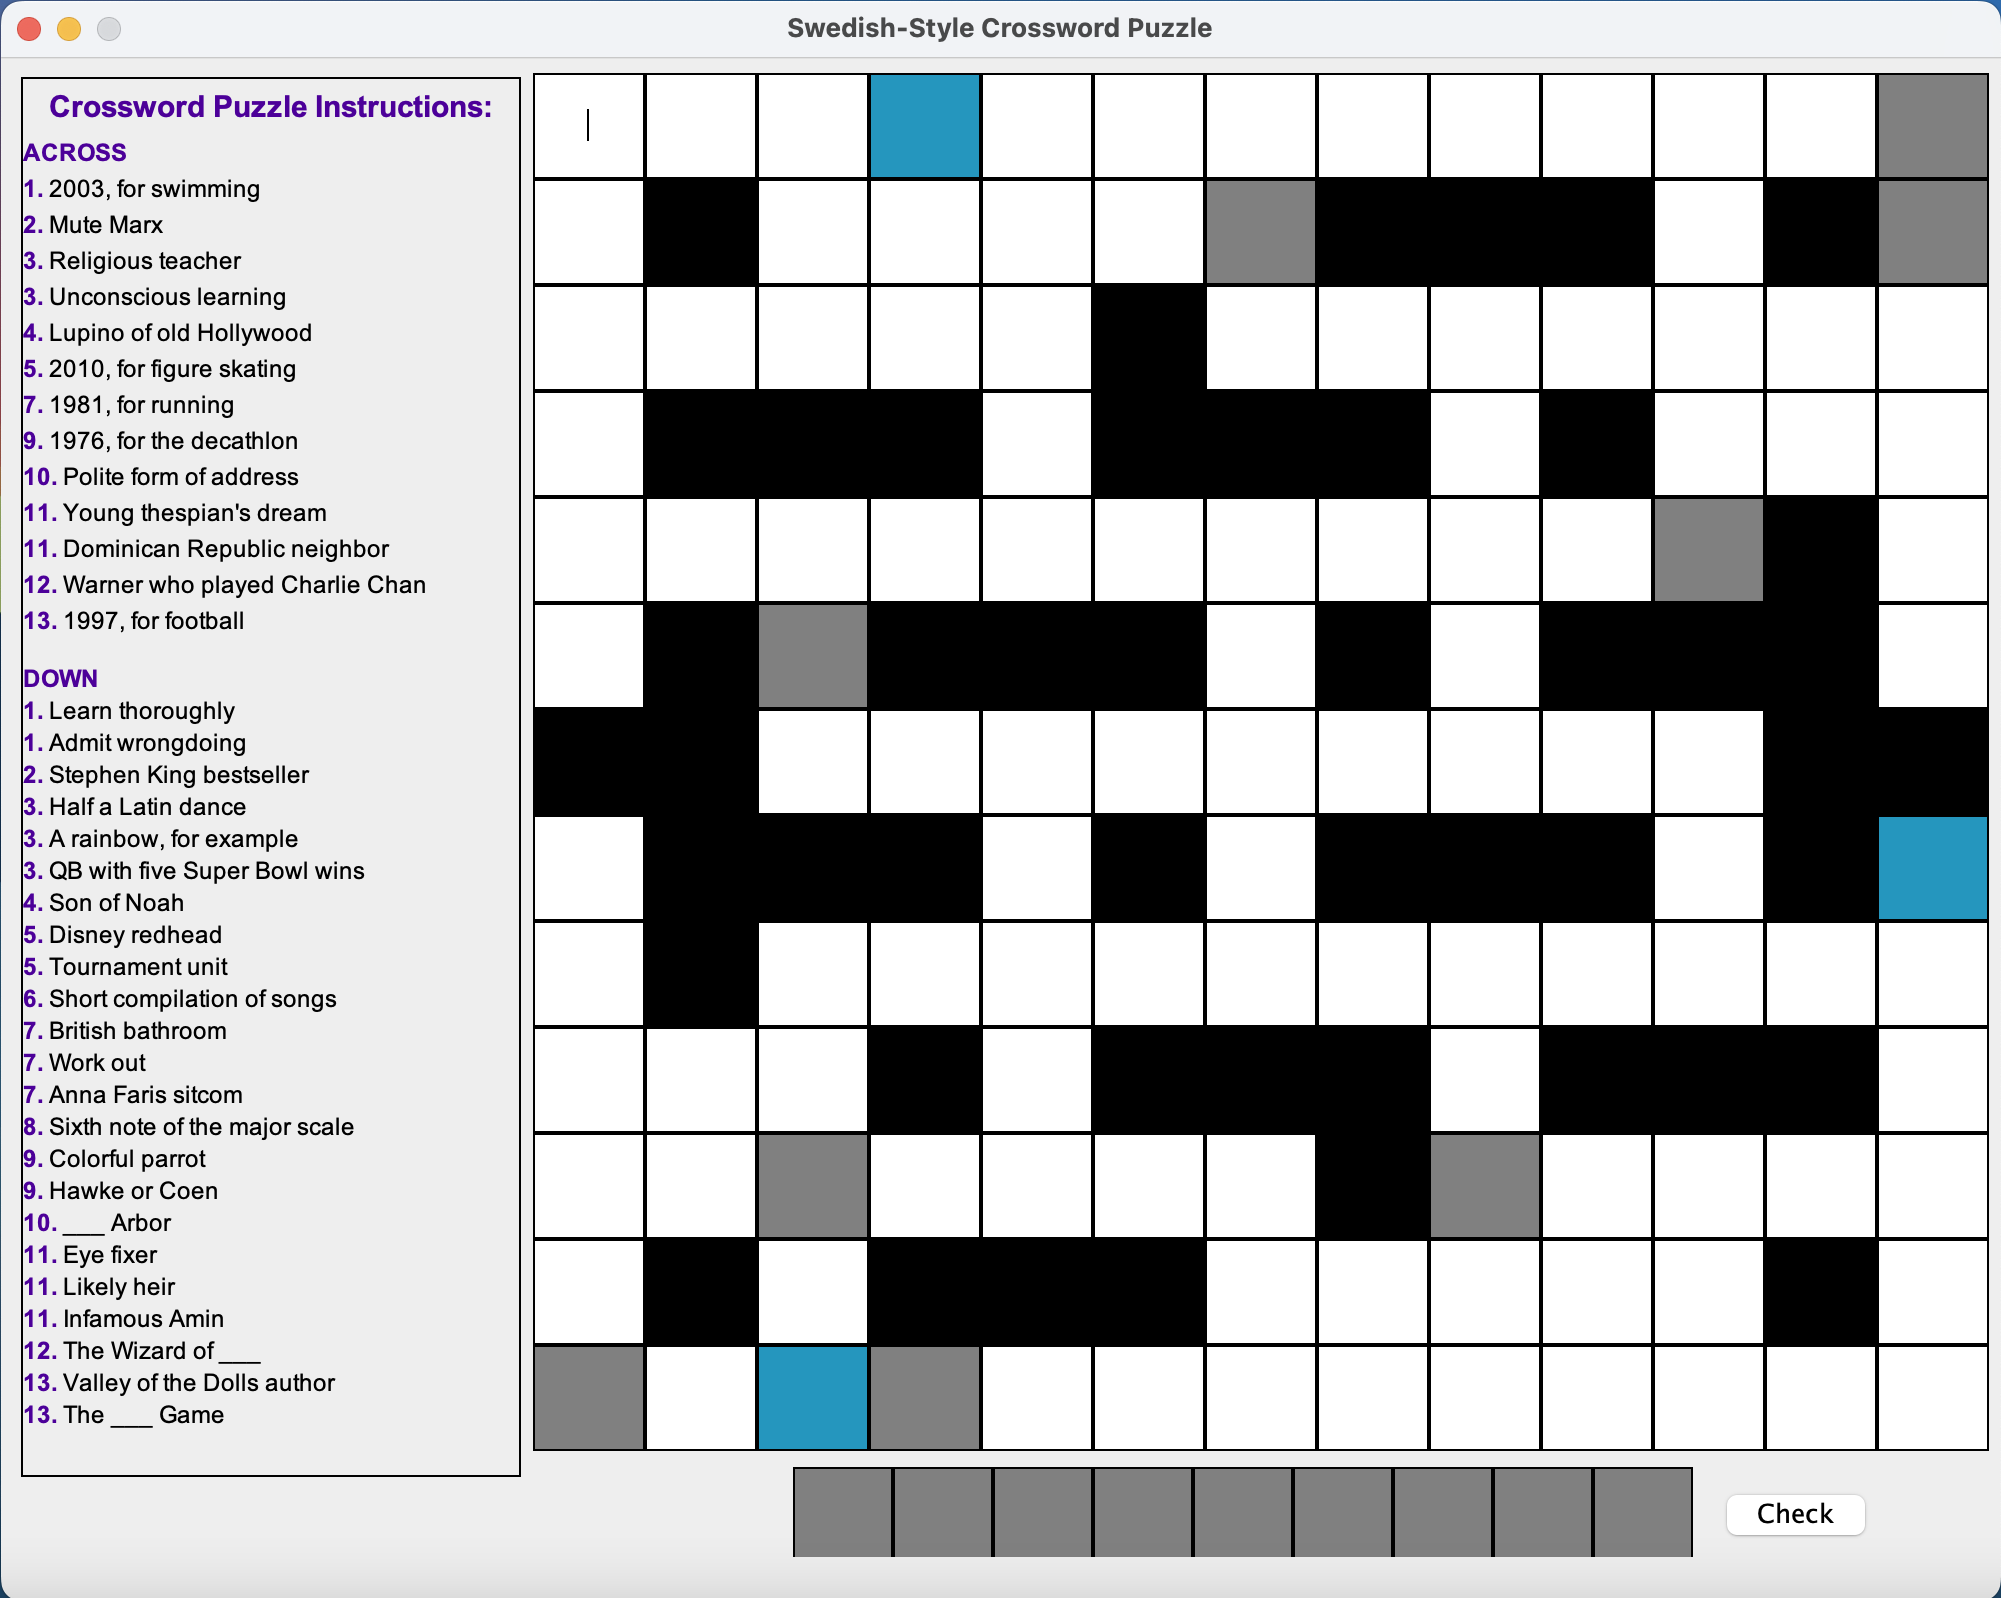 Swedish-Style Crossword Puzzle
Crossword Puzzle Instructions:
ACROSS
1. 2003, for swimming
2. Mute Marx
3. Religious teacher
3. Unconscious learning
4. Lupino of old Hollywood
5. 2010, for figure skating
7. 1981, for running
9. 1976, for the decathlon
10. Polite form of address
11. Young thespian's dream
11. Dominican Republic neighbor
12. Warner who played Charlie Chan
13. 1997, for football
DOWN
1. Learn thoroughly
1. Admit wrongdoing
2. Stephen King bestseller
3. Half a Latin dance
3. A rainbow, for example
3. QB with five Super Bowl wins
4. Son of Noah
5. Disney redhead
5. Tournament unit
6. Short compilation of songs
7. British bathroom
7. Work out
7. Anna Faris sitcom
8. Sixth note of the major scale
9. Colorful parrot
9. Hawke or Coen
10. ___ Arbor
11. Eye fixer
11. Likely heir
11. Infamous Amin
12. The Wizard of ___
13. Valley of the Dolls author
13. The ___ Game
Check